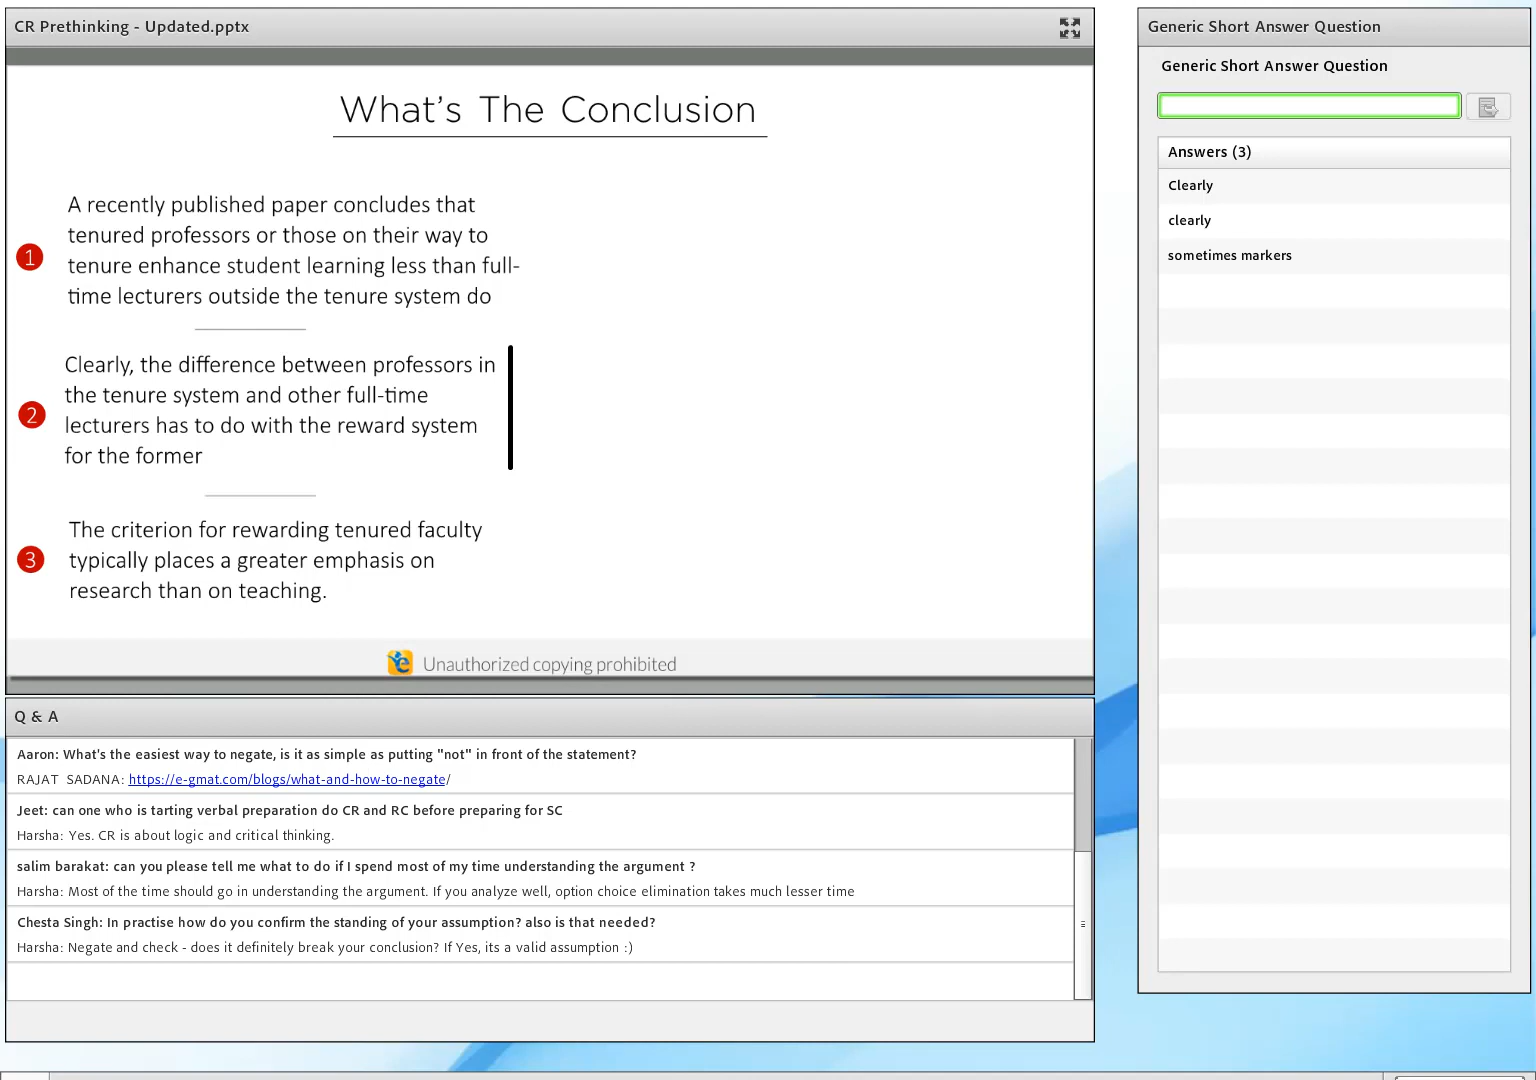 CR Prethinking - Updated.pptx
What's The Conclusion
1
A recently published paper concludes that
tenured professors or those on their way to
tenure enhance student learning less than full-
time lecturers outside the tenure system do
2
Clearly, the difference between professors in
the tenure system and other full-time
lecturers has to do with the reward system
for the former
3
The criterion for rewarding tenured faculty
typically places a greater emphasis on
research than on teaching.
Unauthorized copying prohibited
Q & A
Aaron: What's the easiest way to negate, is it as simple as putting "not" in front of the statement?
RAJAT SADANA: https://e-gmat.com/blogs/what-and-how-to-negate/
Jeet: can one who is tarting verbal preparation do CR and RC before preparing for SC
Harsha: Yes. CR is about logic and critical thinking.
salim barakat: can you please tell me what to do if I spend most of my time understanding the argument ?
Harsha: Most of the time should go in understanding the argument. If you analyze well, option choice elimination takes much lesser time
Chesta Singh: In practise how do you confirm the standing of your assumption? also is that needed?
Harsha: Negate and check - does it definitely break your conclusion? If Yes, its a valid assumption :)
Generic Short Answer Question
Generic Short Answer Question
Answers (3)
Clearly
clearly
sometimes markers